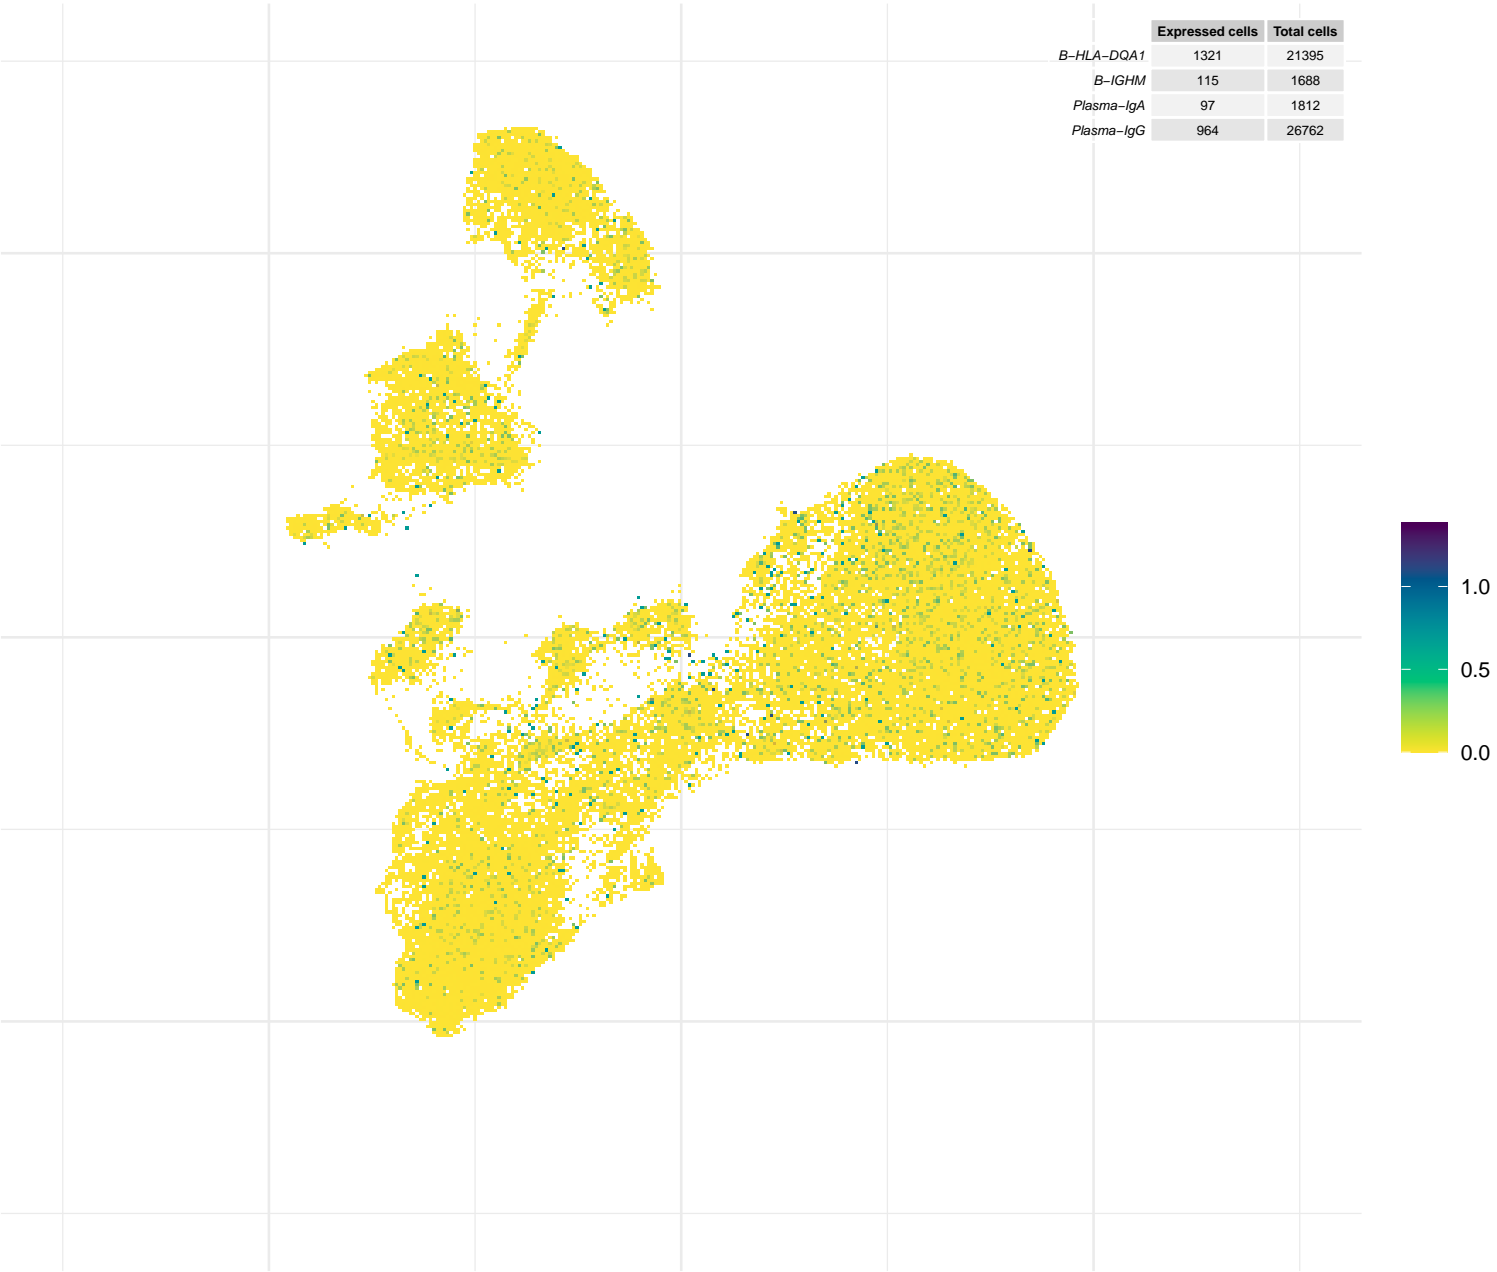 Expressed cells Total cells
B−HLA−DQA1 1321 21395
B−IGHM 115 1688
Plasma−IgA 97 1812
Plasma−IgG 964 26762
1.0
0.5
0.0